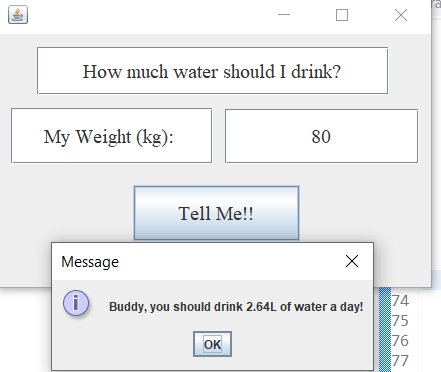 How much water should I drink?
My Weight (kg):
80
Tell Me!!
Message
Buddy, you should drink 2.64L of water a day!
OK
74
75
76
77